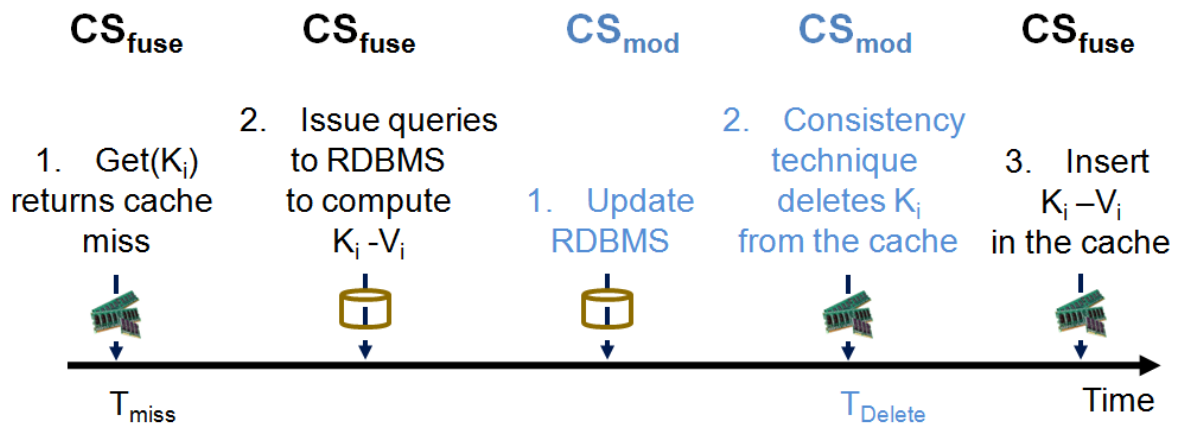 CSfuse
CSfuse
CSmod
CSmod
CSfuse
1. Get(Ki)
returns cache
miss
2. Issue queries
to RDBMS
to compute
Ki -Vi
1. Update
RDBMS
2. Consistency
technique
deletes Ki
from the cache
3. Insert
Ki –Vi
in the cache
Tmiss
TDelete
Time